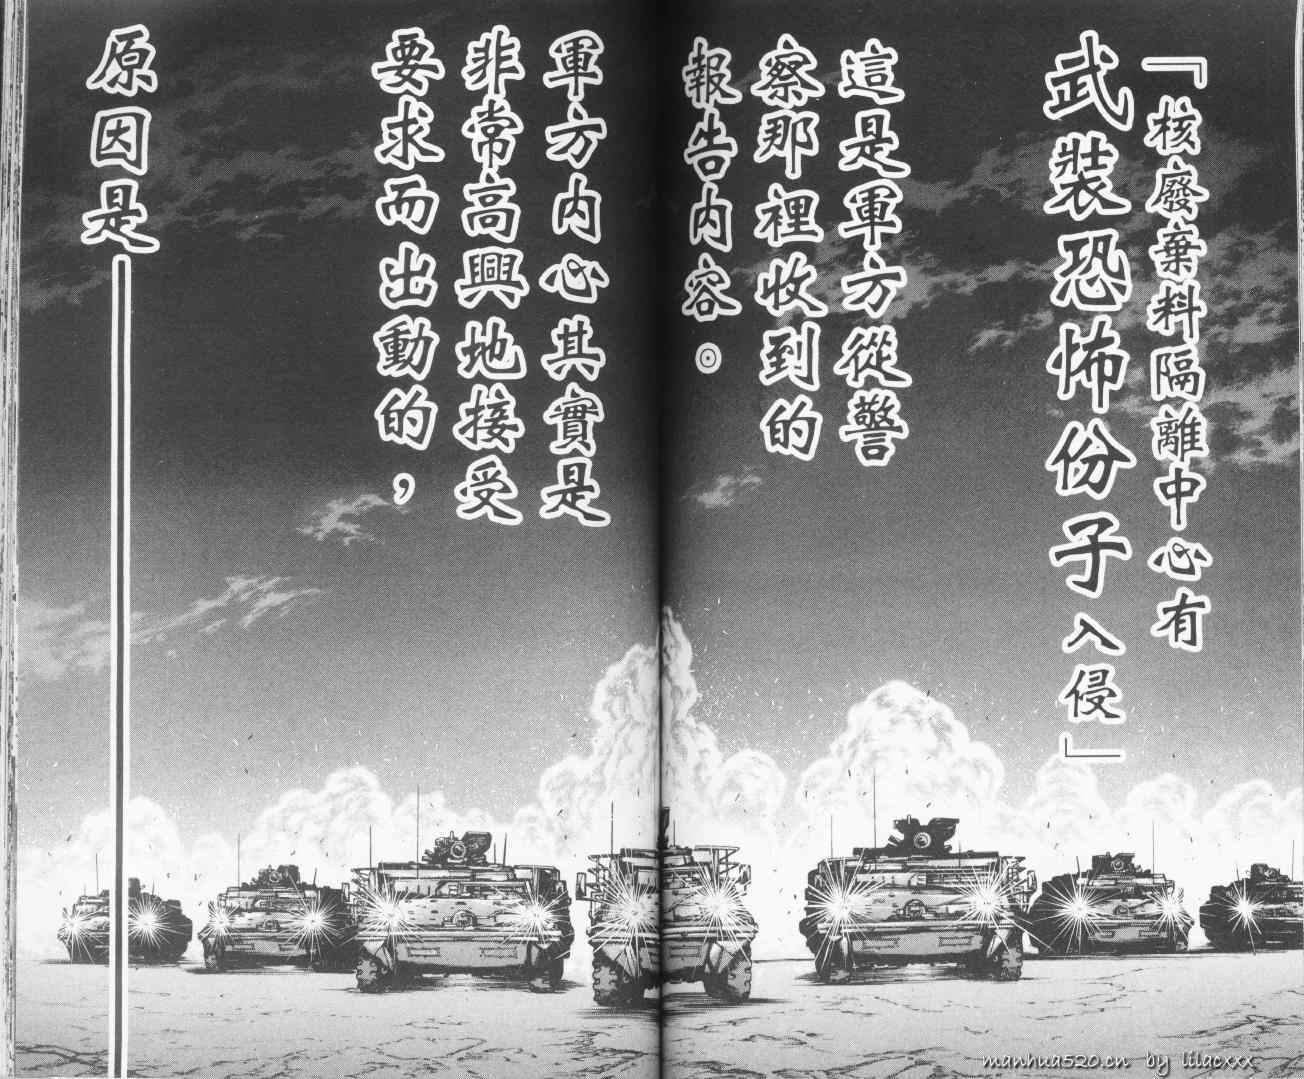 『核廢棄料隔離中心有
武裝恐怖份子入侵』
這是軍方從警
察那裡收到的
報告內容。
軍方內心其實是
非常高興地接受
要求而出動的，
原因是——
manhua520.cn by lilacxxx